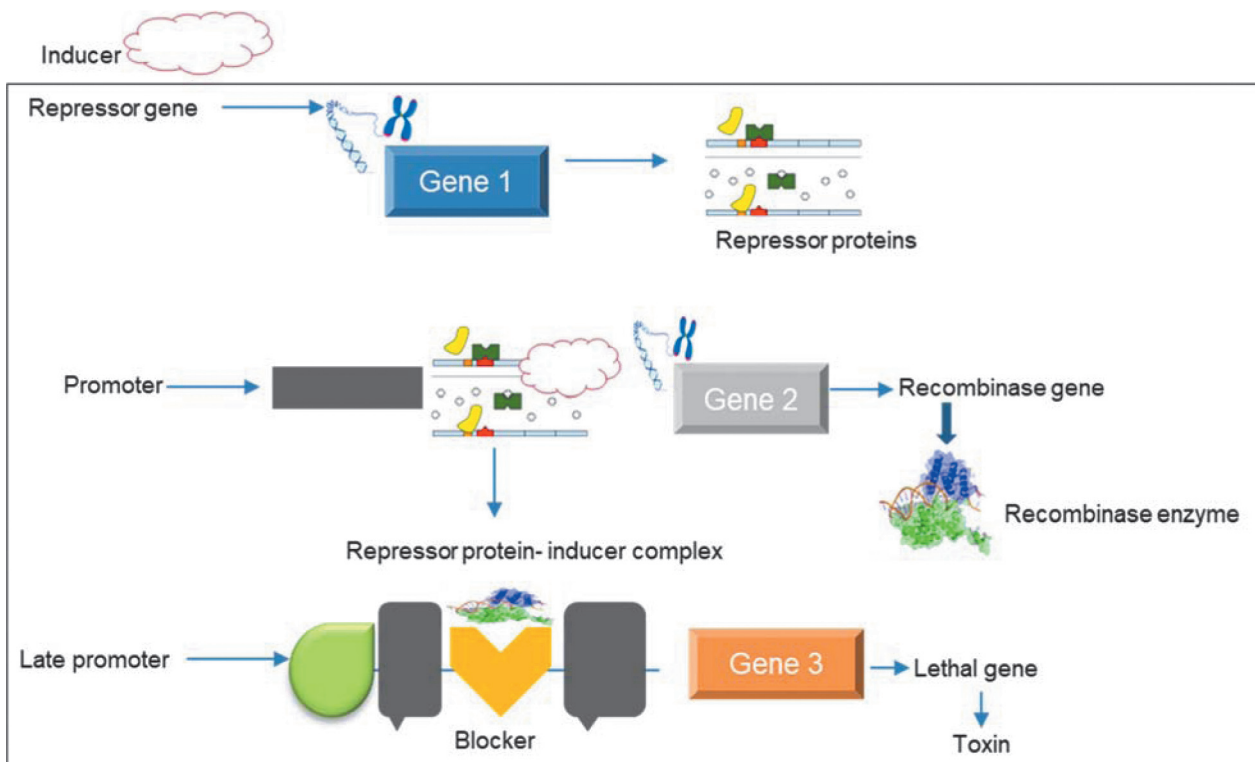 Inducer
Repressor gene
Gene 1
Repressor proteins
Promoter
Gene 2
Recombinase gene
Recombinase enzyme
Repressor protein- inducer complex
Late promoter
Gene 3
Lethal gene
Blocker
Toxin